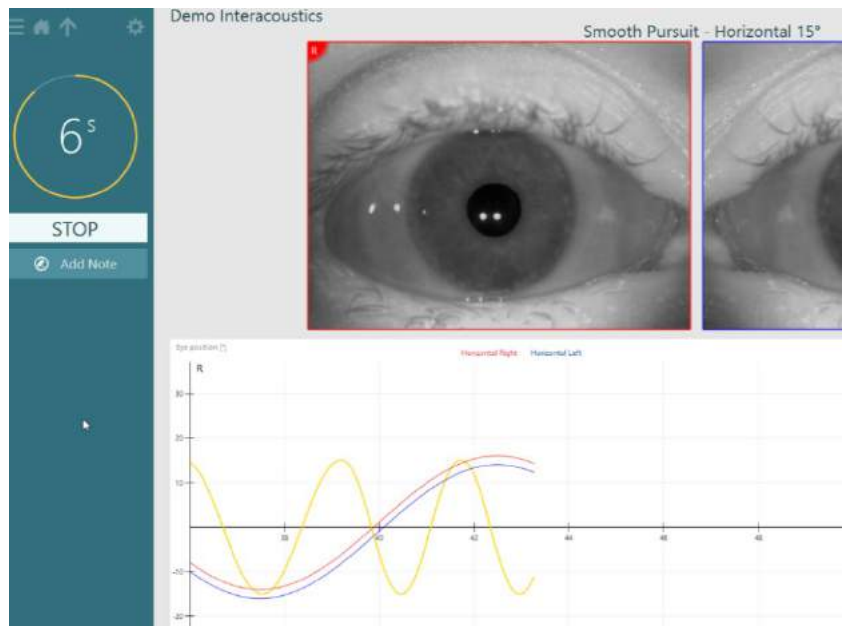 Demo Interacoustics
Smooth Pursuit - Horizontal 15°
6 S
R
STOP
Add Note
Eye position [°]
Horizontal Right Horizontal Left
R
30
20
10
38 40 42 44 46 48
-10
-20